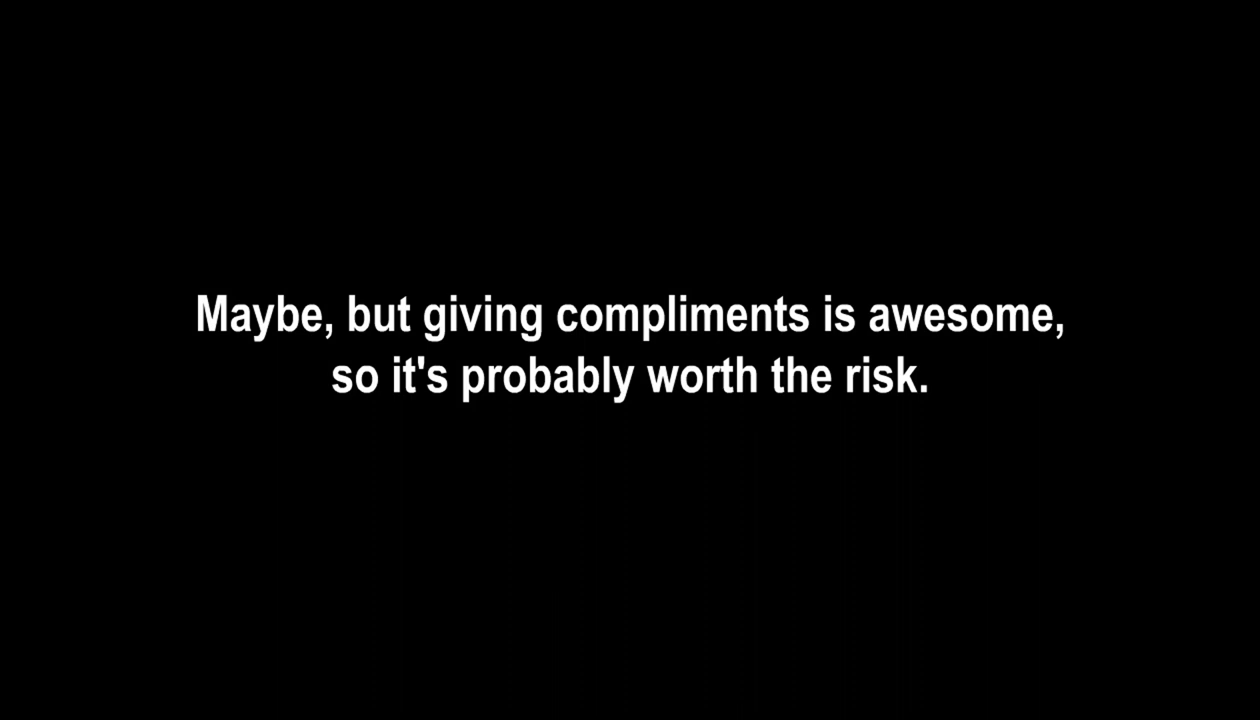 Maybe, but giving compliments is awesome,
so it's probably worth the risk.